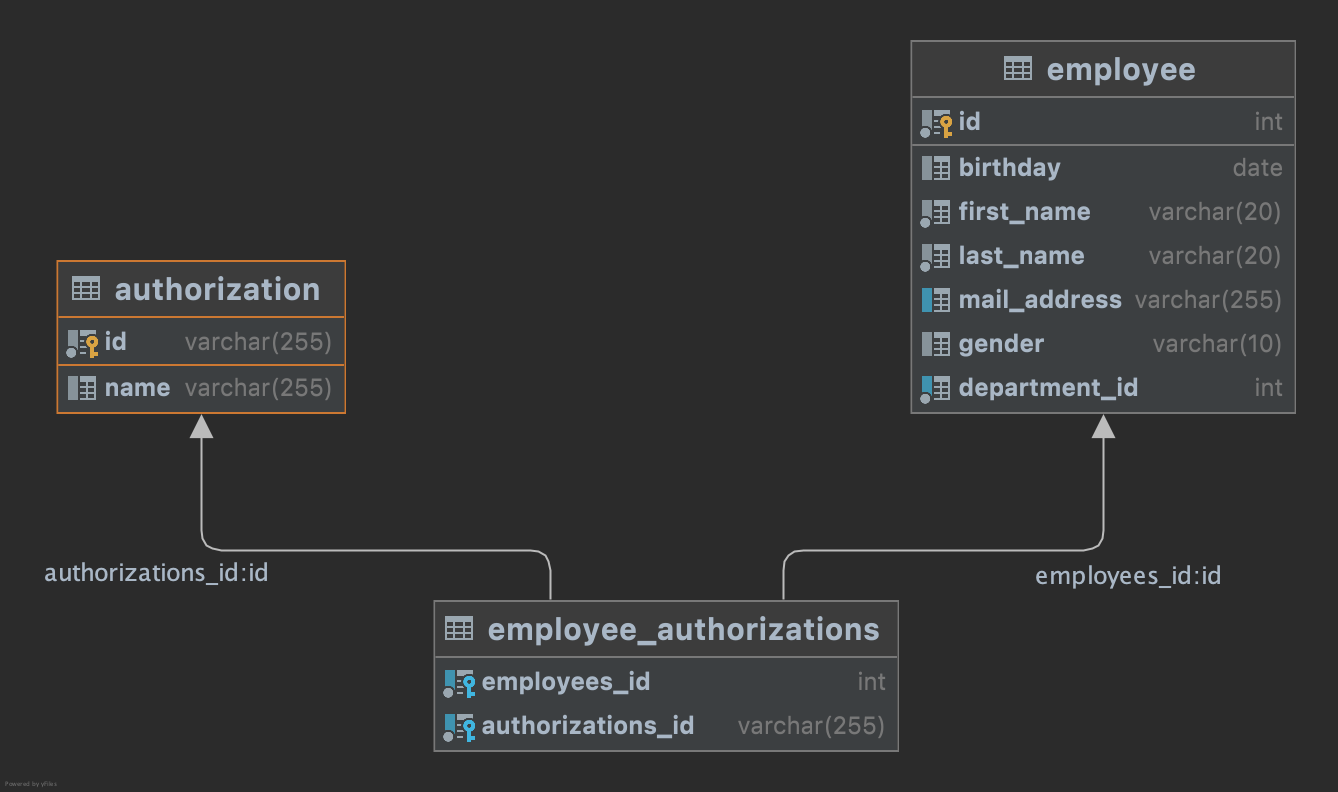 employee
id int
birthday date
first_name varchar(20)
last_name varchar(20)
mail_address varchar(255)
gender varchar(10)
department_id int
authorization
id varchar(255)
name varchar(255)
authorizations_id:id
employees_id:id
employee_authorizations
employees_id int
authorizations_id varchar(255)
Powered by yFiles